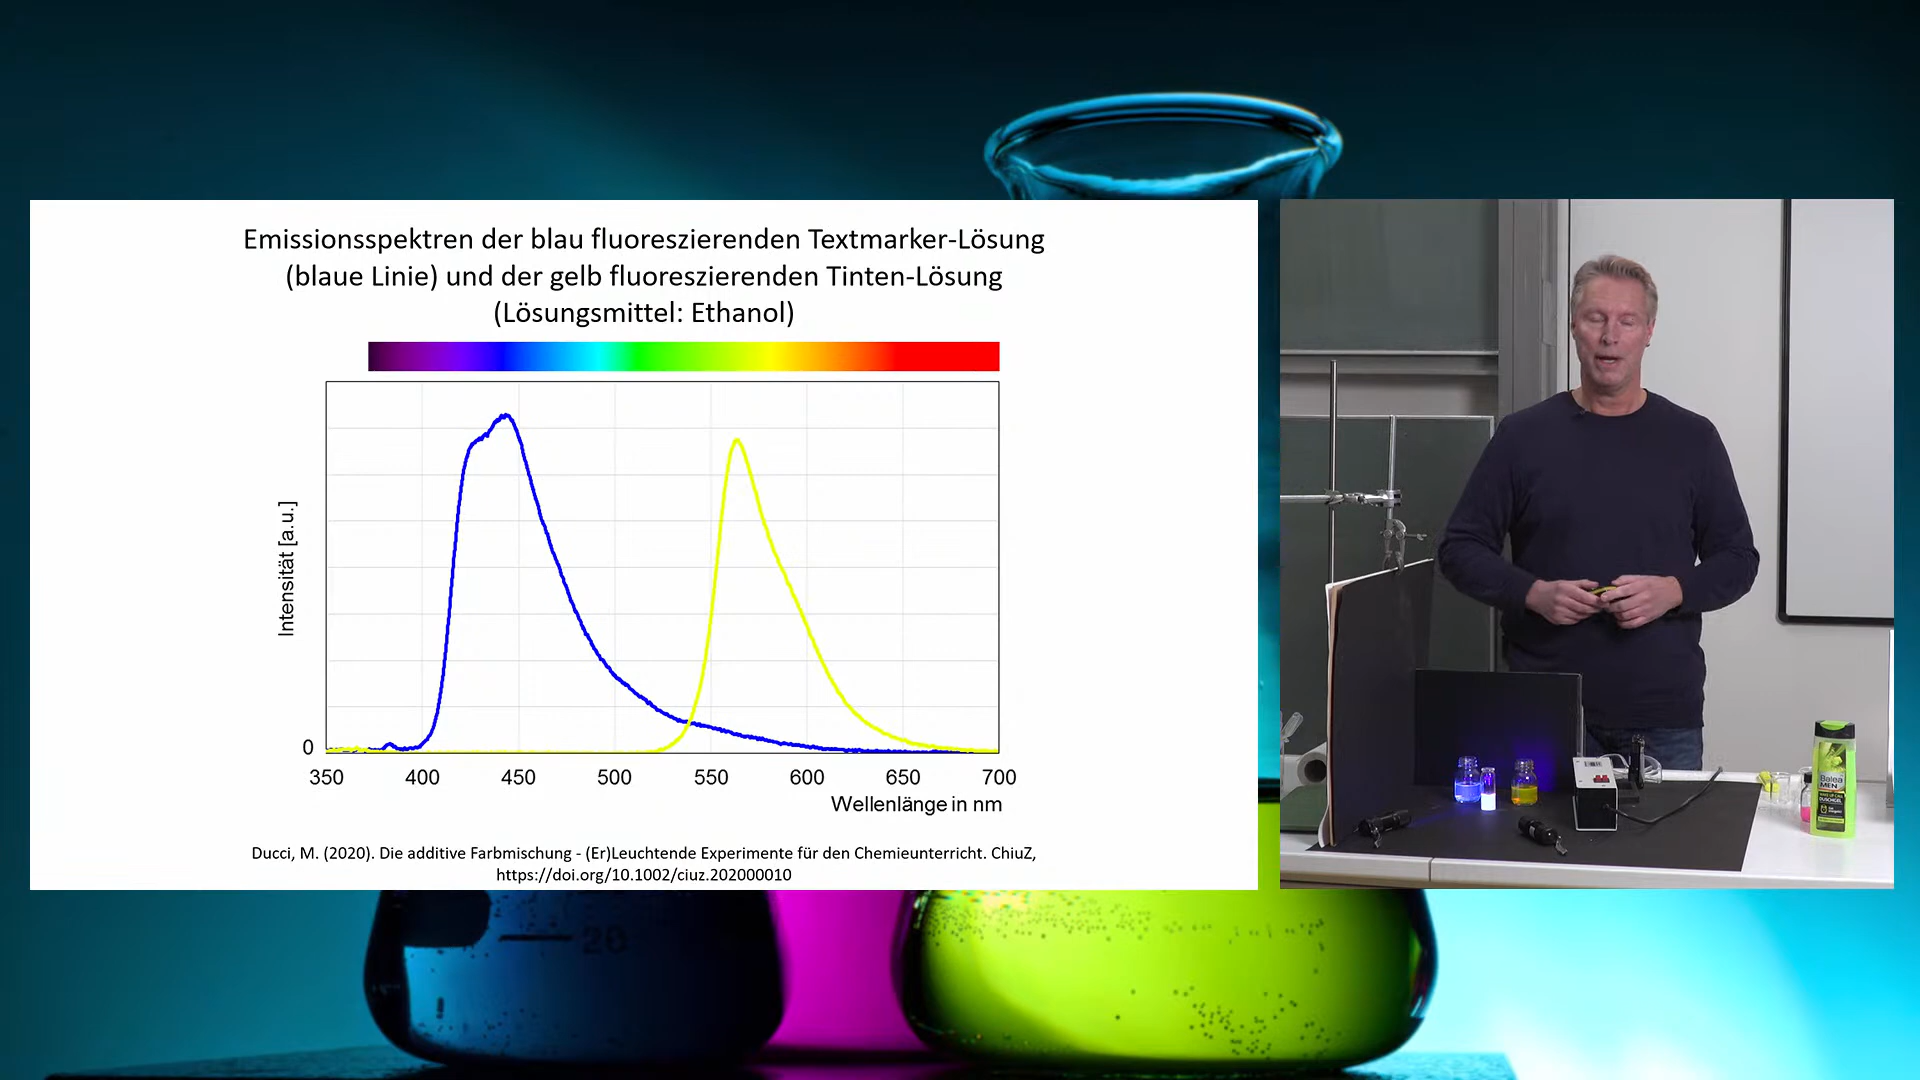 Emissionsspektren der blau fluoreszierenden Textmarker-Lösung
(blaue Linie) und der gelb fluoreszierenden Tinten-Lösung
(Lösungsmittel: Ethanol)
Intensität [a.u.]
0
350 400 450 500 550 600 650 700
Wellenlänge in nm
Ducci, M. (2020). Die additive Farbmischung - (Er)Leuchtende Experimente für den Chemieunterricht. ChiuZ,
https://doi.org/10.1002/ciuz.202000010
20
Balea
MEN